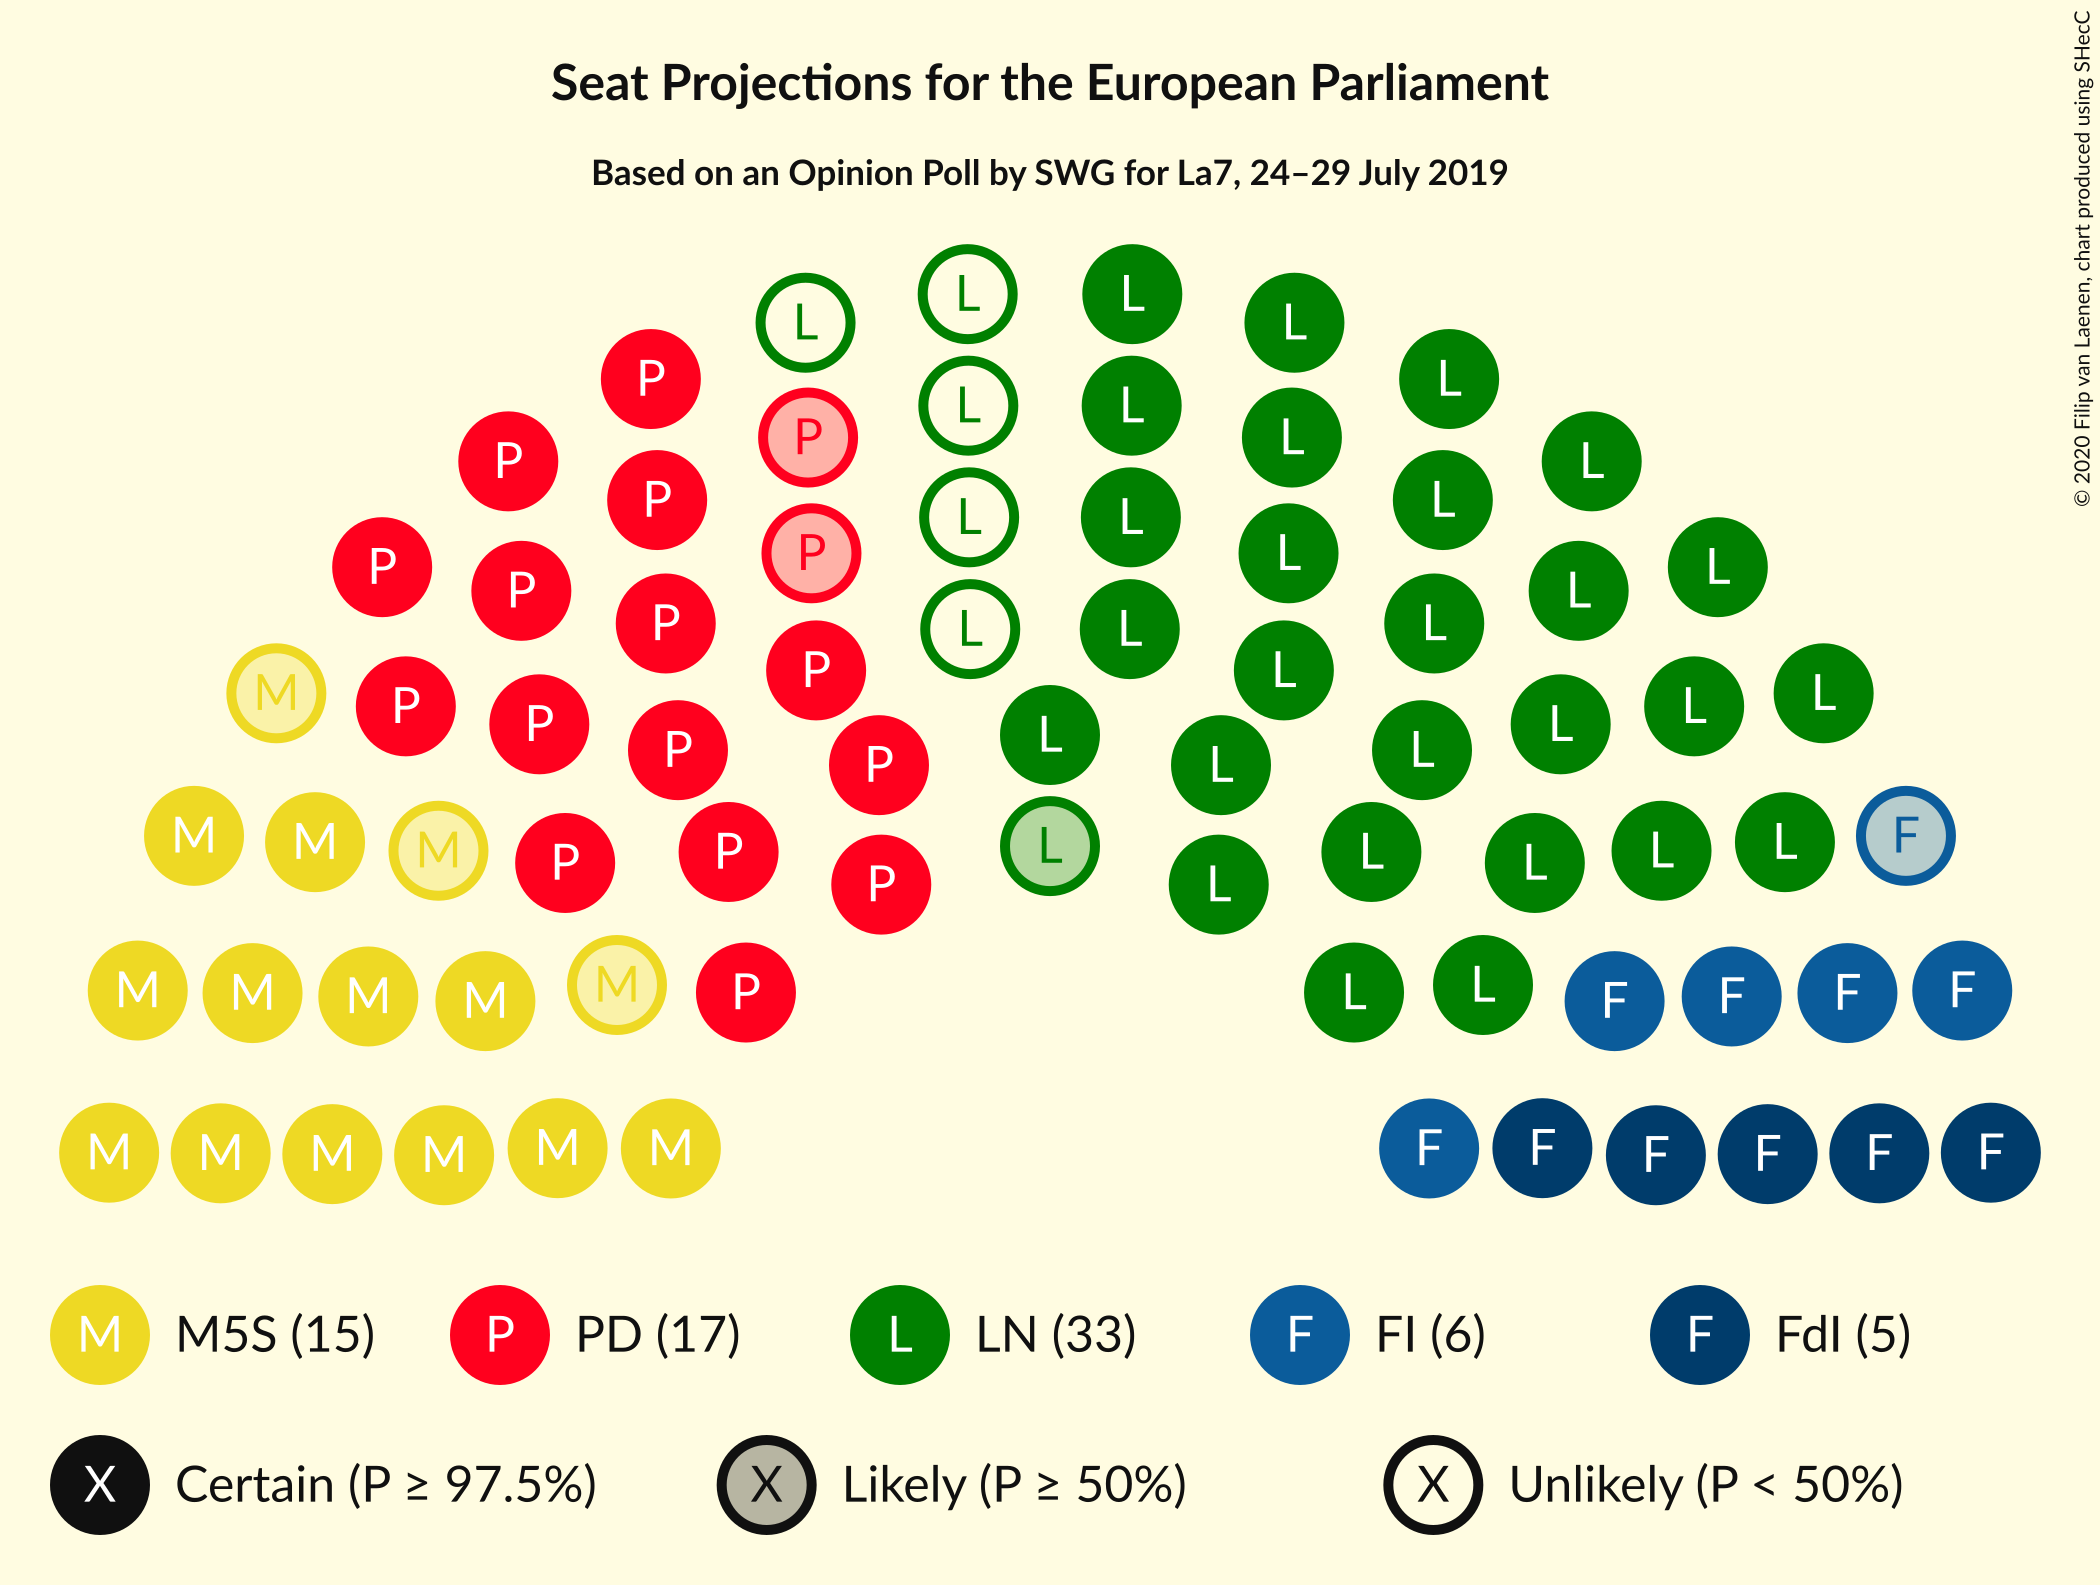 Seat Projections for the European Parliament
Based on an Opinion Poll by SWG for La7, 24–29 July 2019
© 2020 Filip van Laenen, chart produced using SHecC
L L
L L
P L P
L L
P P L L
P L L L
P P L L
P P L L
M P P P P L L L L L
P L L
M M M P P P L L L L L L L F
M M M M M P L L F F F F
M M M M M M F F F F F F
M M5S (15) P PD (17) L LN (33) F FI (6) F FdI (5)
X Certain (P ≥ 97.5%) X Likely (P ≥ 50%) X Unlikely (P < 50%)